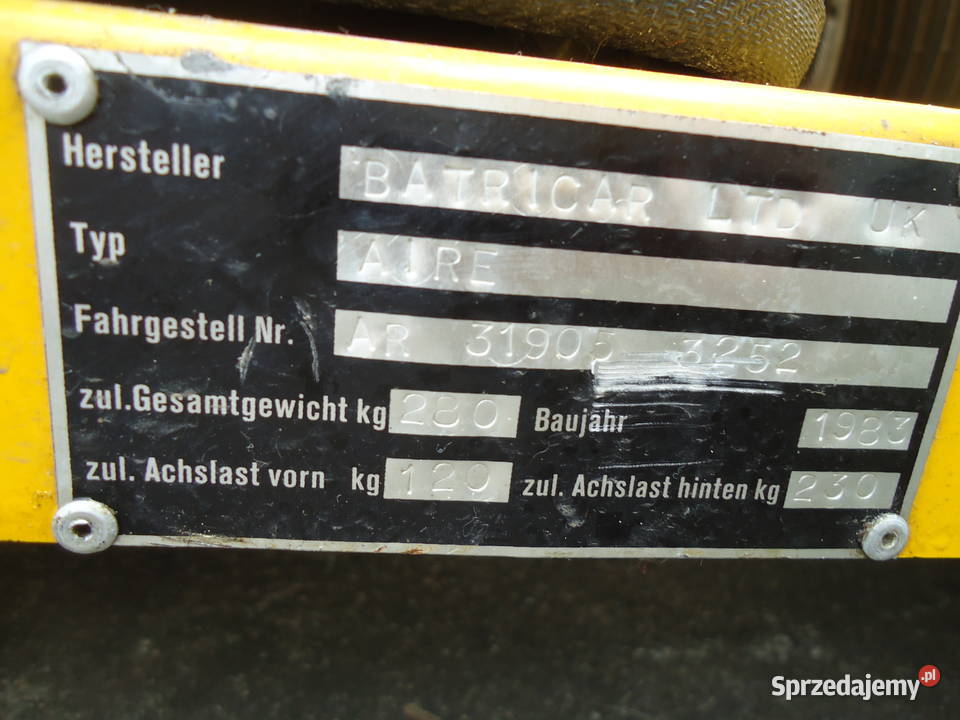 Hersteller BATRICAR LTD UK
Typ AIRE
Fahrgestell Nr. AR 31905 3252
zul.Gesamtgewicht kg 280 Baujahr 1983
zul. Achslast vorn kg 120 zul. Achslast hinten kg 230
Sprzedajemy.pl